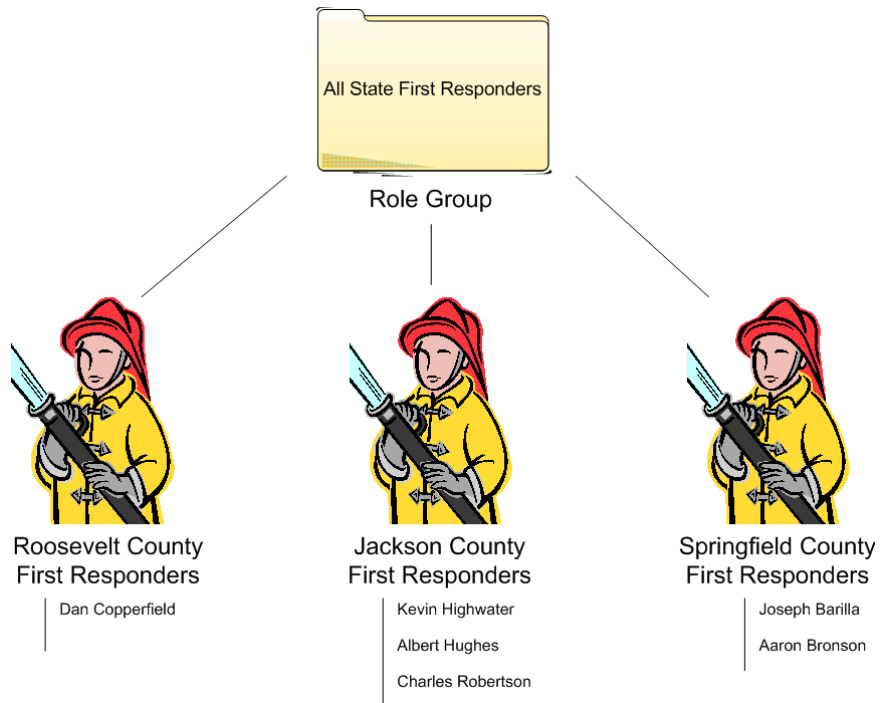 All State First Responders
Role Group
Roosevelt County
First Responders
Dan Copperfield
Jackson County
First Responders
Kevin Highwater
Albert Hughes
Charles Robertson
Springfield County
First Responders
Joseph Barilla
Aaron Bronson